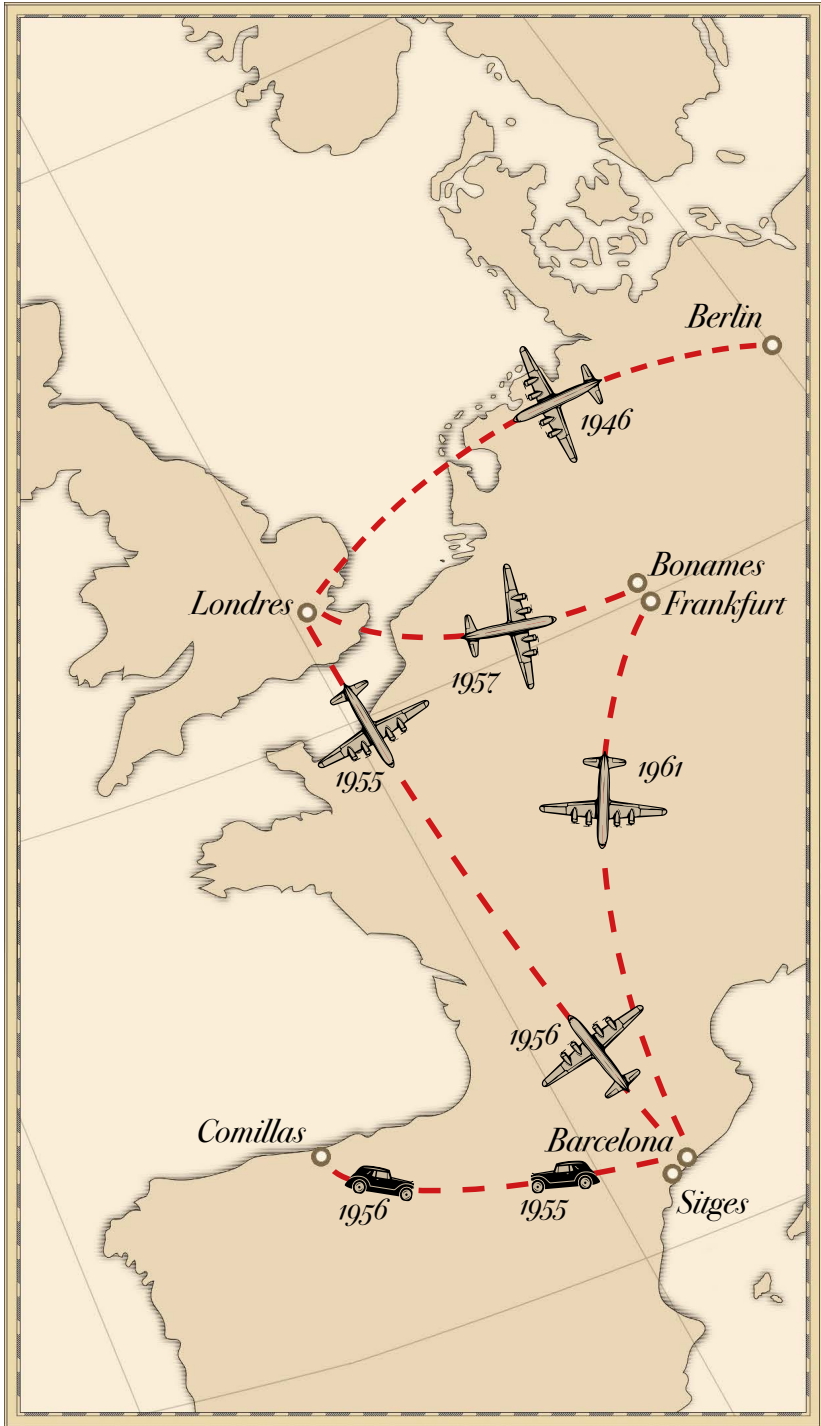 Berlin
1946
Bonames
Londres
Frankfurt
1957
1961
1955
1956
Comillas
Barcelona
1956
1955
Sitges